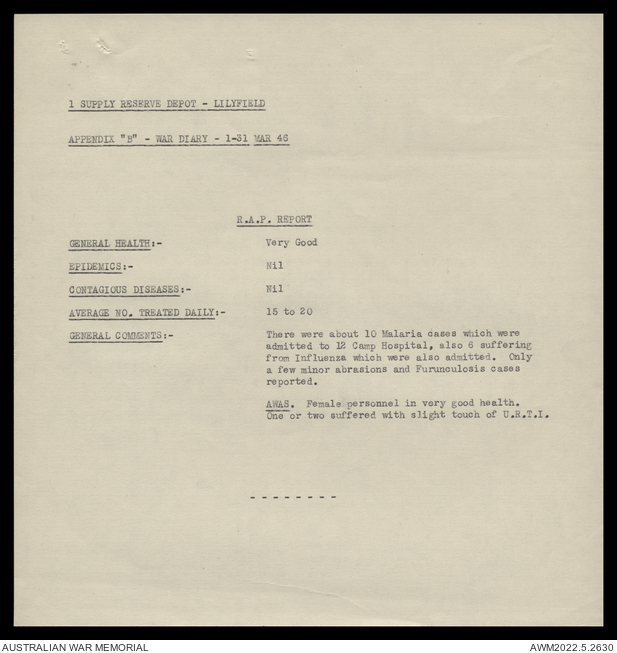 1 SUPPLY RESERVE DEPOT - LILYFIELD
APPENDIX "B" - WAR DIARY - 1-31 MAR 46
R.A.P. REPORT
GENERAL HEALTH:- Very Good
EPIDEMICS:- Nil
CONTAGIOUS DISEASES:- Nil
AVERAGE NO. TREATED DAILY:- 15 to 20
GENERAL COMMENTS:- There were about 10 Malaria cases which were
admitted to 12 Camp Hospital, also 6 suffering
from Influenza which were also admitted. Only
a few minor abrasions and Furunculosis cases
reported.
AWAS. Female personnel in very good health.
One or two suffered with slight touch of U.R.T.I.
- - - - - - - -
AUSTRALIAN WAR MEMORIAL AWM2022.5.2630